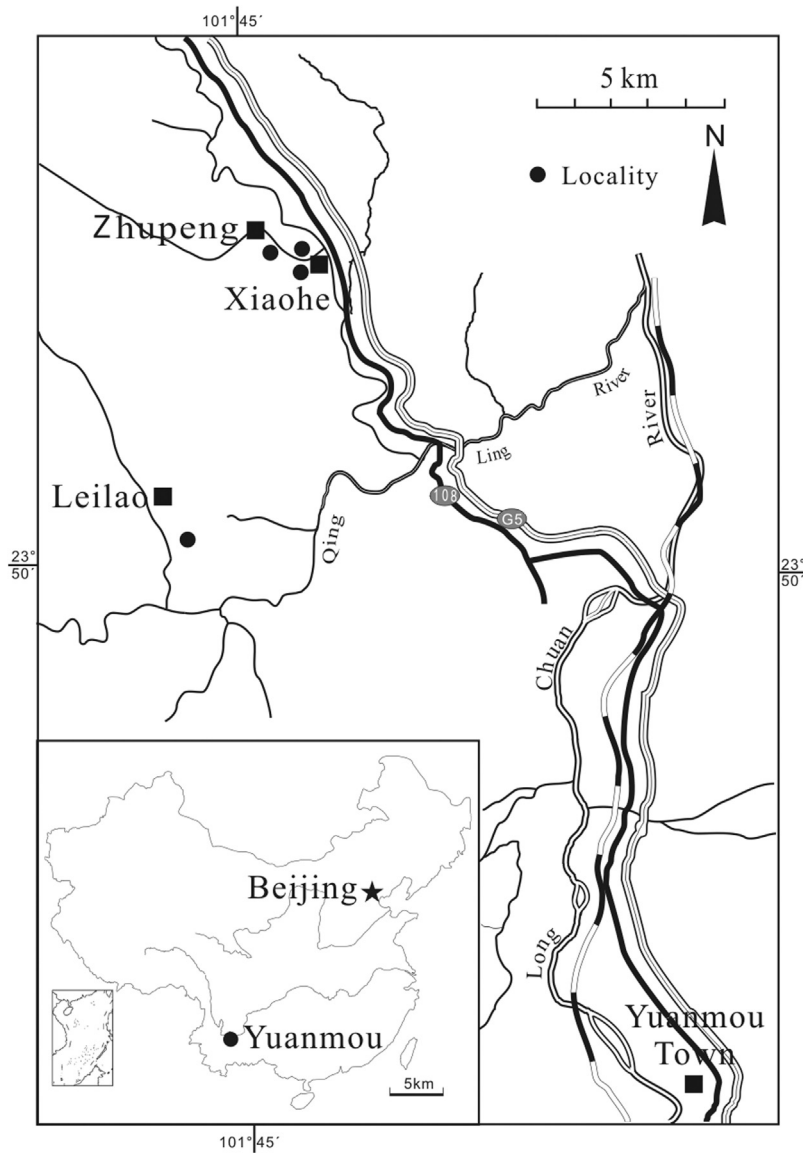 101°45′
5 km
N
Locality
Zhupeng
Xiaohe
River
River
Ling
Leilao
108
G5
Qing
23°
50′
23°
50′
Chuan
Beijing
Long
Yuanmou
Town
Yuanmou
5km
101°45′